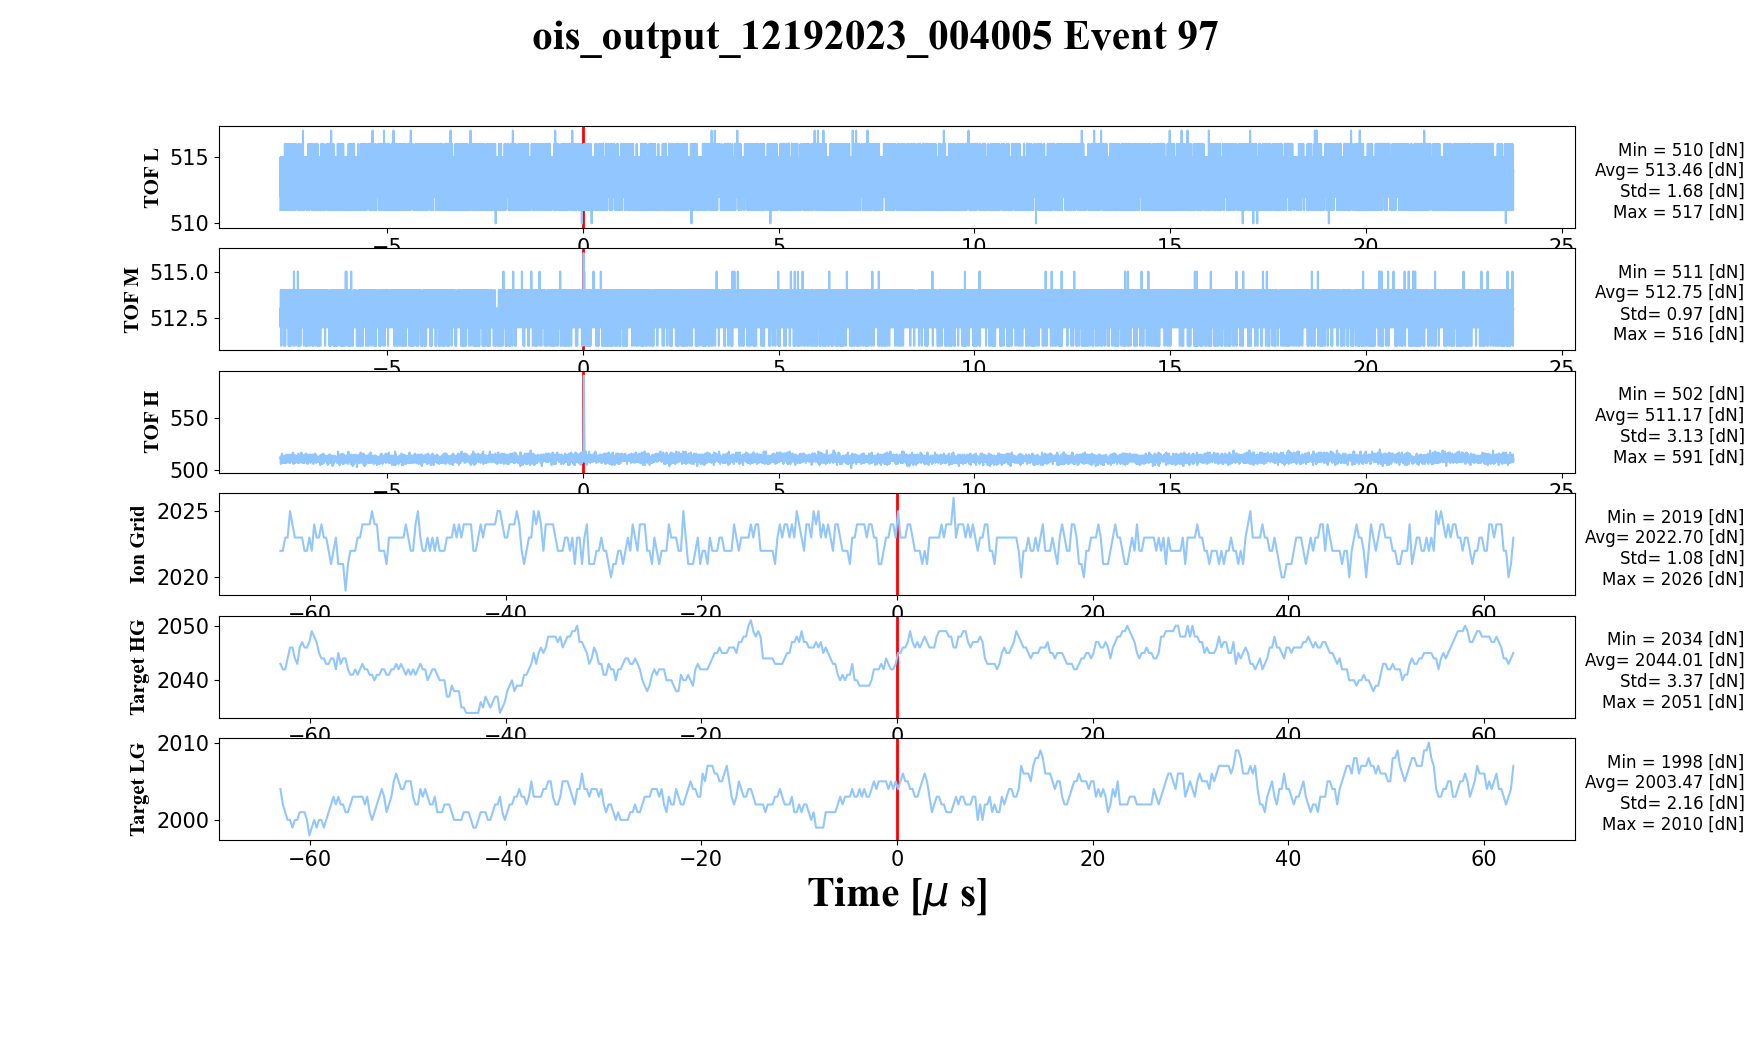 ois_output_12192023_004005 Event 97
TOF L
515
510
Min = 510 [dN]
Avg= 513.46 [dN]
Std= 1.68 [dN]
Max = 517 [dN]
−5 0 5 10 15 20 25
TOF M
515.0
512.5
Min = 511 [dN]
Avg= 512.75 [dN]
Std= 0.97 [dN]
Max = 516 [dN]
−5 0 5 10 15 20 25
TOF H
550
500
Min = 502 [dN]
Avg= 511.17 [dN]
Std= 3.13 [dN]
Max = 591 [dN]
−5 0 5 10 15 20 25
Ion Grid
2025
2020
Min = 2019 [dN]
Avg= 2022.70 [dN]
Std= 1.08 [dN]
Max = 2026 [dN]
−60 −40 −20 0 20 40 60
Target HG
2050
2040
Min = 2034 [dN]
Avg= 2044.01 [dN]
Std= 3.37 [dN]
Max = 2051 [dN]
−60 −40 −20 0 20 40 60
Target LG
2010
2000
Min = 1998 [dN]
Avg= 2003.47 [dN]
Std= 2.16 [dN]
Max = 2010 [dN]
−60 −40 −20 0 20 40 60
Time [μ s]